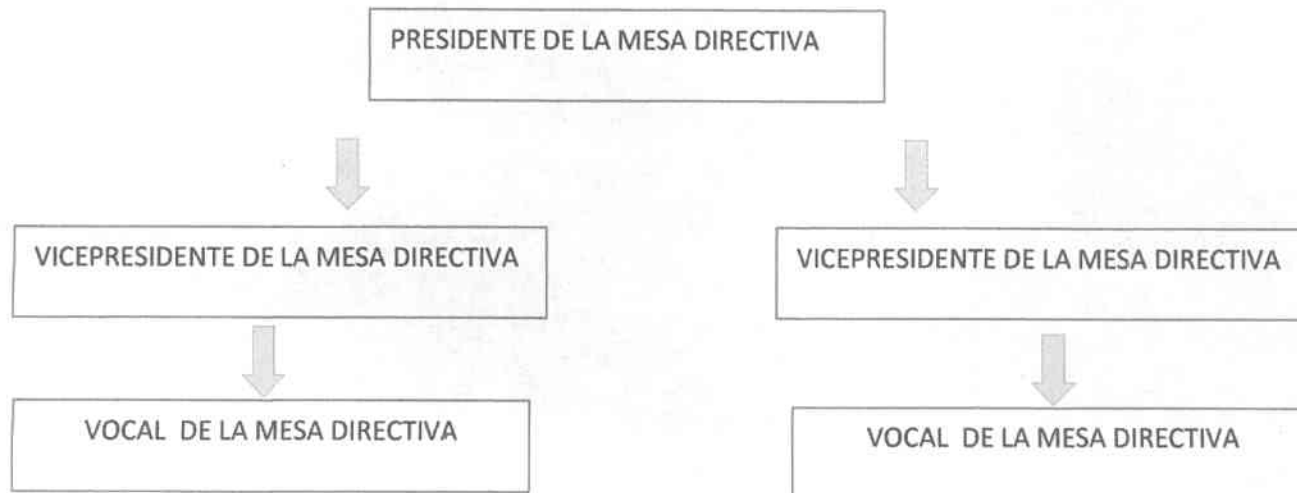 PRESIDENTE DE LA MESA DIRECTIVA
VICEPRESIDENTE DE LA MESA DIRECTIVA
VICEPRESIDENTE DE LA MESA DIRECTIVA
VOCAL DE LA MESA DIRECTIVA
VOCAL DE LA MESA DIRECTIVA